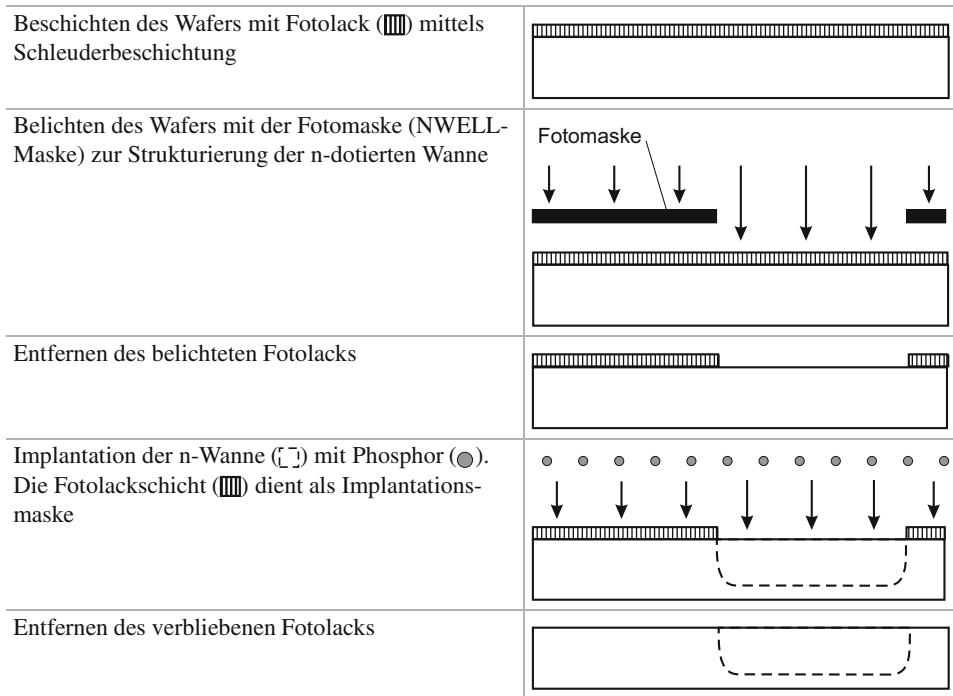 Beschichten des Wafers mit Fotolack () mittels
Schleuderbeschichtung
Belichten des Wafers mit der Fotomaske (NWELL-
Maske) zur Strukturierung der n-dotierten Wanne
Fotomaske
Entfernen des belichteten Fotolacks
Implantation der n-Wanne () mit Phosphor ().
Die Fotolackschicht () dient als Implantations-
maske
Entfernen des verbliebenen Fotolacks